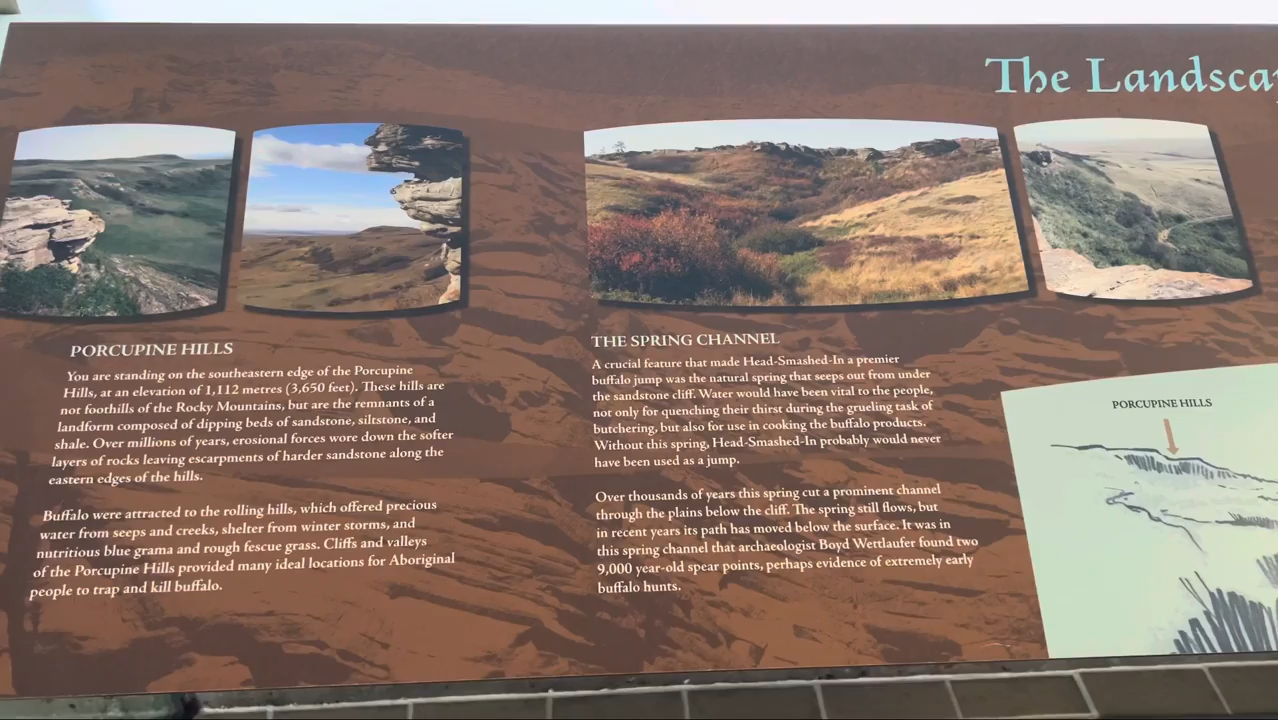 The Landsca
PORCUPINE HILLS
You are standing on the southeastern edge of the Porcupine
Hills, at an elevation of 1,112 metres (3,650 feet). These hills are
not foothills of the Rocky Mountains, but are the remnants of a
landform composed of dipping beds of sandstone, siltstone, and
shale. Over millions of years, erosional forces wore down the softer
layers of rocks leaving escarpments of harder sandstone along the
eastern edges of the hills.
Buffalo were attracted to the rolling hills, which offered precious
water from seeps and creeks, shelter from winter storms, and
nutritious blue grama and rough fescue grass. Cliffs and valleys
of the Porcupine Hills provided many ideal locations for Aboriginal
people to trap and kill buffalo.
THE SPRING CHANNEL
A crucial feature that made Head-Smashed-In a premier
buffalo jump was the natural spring that seeps out from under
the sandstone cliff. Water would have been vital to the people,
not only for quenching their thirst during the grueling task of
butchering, but also for use in cooking the buffalo products.
Without this spring, Head-Smashed-In probably would never
have been used as a jump.
Over thousands of years this spring cut a prominent channel
through the plains below the cliff. The spring still flows, but
in recent years its path has moved below the surface. It was in
this spring channel that archaeologist Boyd Wettlaufer found two
9,000 year-old spear points, perhaps evidence of extremely early
buffalo hunts.
PORCUPINE HILLS